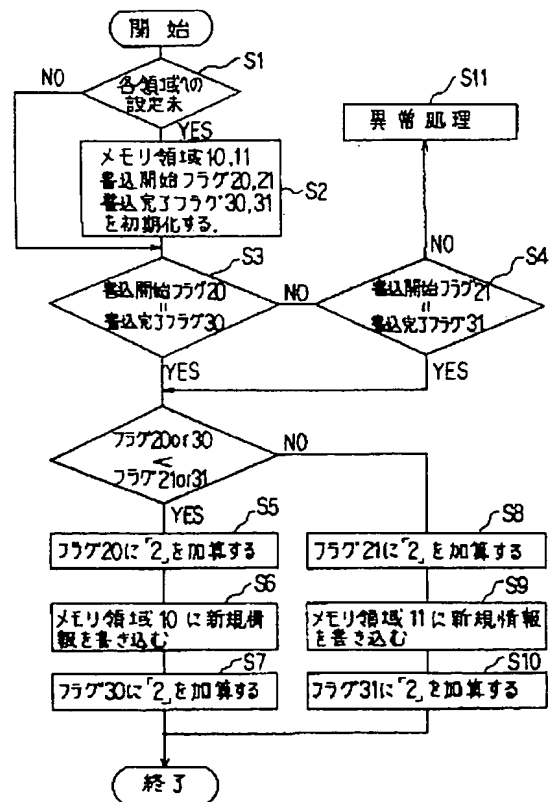 開始
S1
各領域への
設定未
NO
YES
メモリ領域10,11
書込開始フラグ20,21
書込完了フラグ30,31
を初期化する.
S2
S11
異常処理
S3
書込開始フラグ20
=
書込完了フラグ30
NO
YES
S4
書込開始フラグ21
=
書込完了フラグ31
NO
YES
フラグ20or30
<
フラグ21or31
NO
YES
S5
フラグ20に「2」を加算する
S6
メモリ領域10に新規情
報を書き込む
S7
フラグ30に「2」を加算する
S8
フラグ21に「2」を加算する
S9
メモリ領域11に新規情報
を書き込む
S10
フラグ31に「2」を加算する
終了